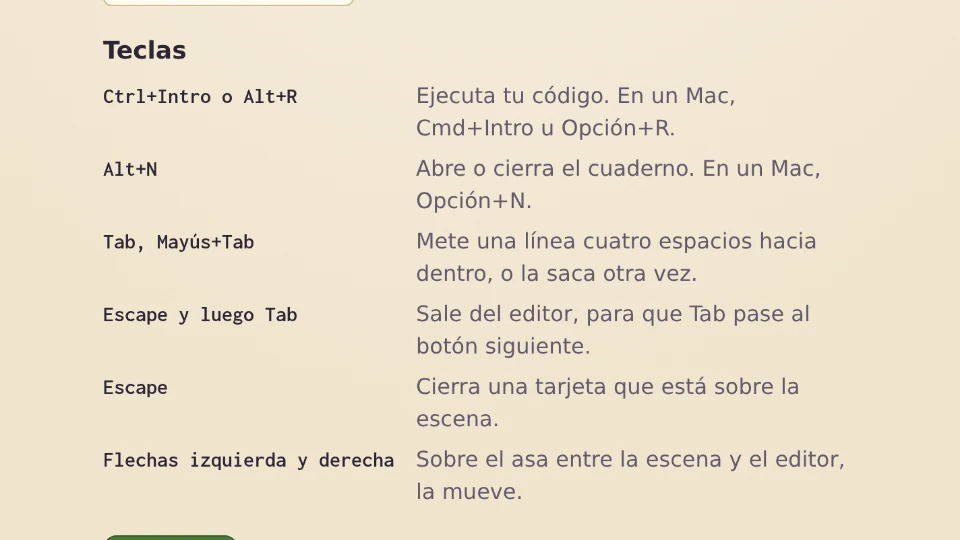 Teclas
Ctrl+Intro o Alt+R
Ejecuta tu código. En un Mac,
Cmd+Intro u Opción+R.
Alt+N
Abre o cierra el cuaderno. En un Mac,
Opción+N.
Tab, Mayús+Tab
Mete una línea cuatro espacios hacia
dentro, o la saca otra vez.
Escape y luego Tab
Sale del editor, para que Tab pase al
botón siguiente.
Escape
Cierra una tarjeta que está sobre la
escena.
Flechas izquierda y derecha
Sobre el asa entre la escena y el editor,
la mueve.